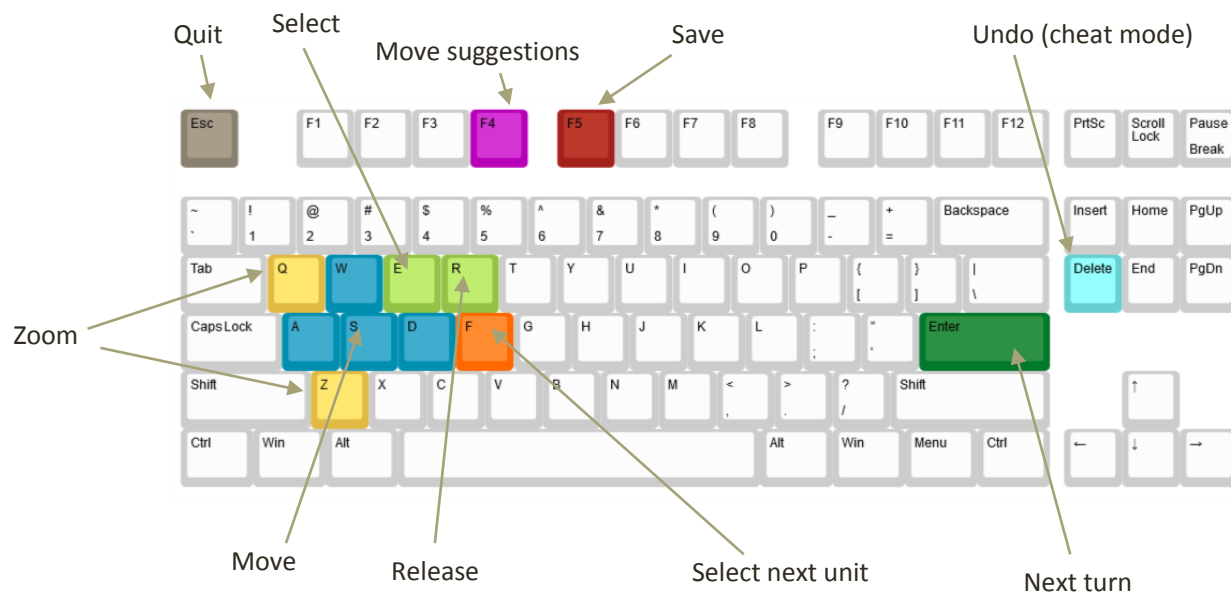 Quit
Select
Move suggestions
Save
Undo (cheat mode)
Esc F1 F2 F3 F4 F5 F6 F7 F8 F9 F10 F11 F12 PrtSc Scroll Lock Pause Break
~ ! @ # $ % ^ & * ( ) _ + Backspace Insert Home PgUp
` 1 2 3 4 5 6 7 8 9 0 - =
Tab Q W E R T Y U I O P { } | Delete End PgDn
[ ] \
Zoom
Caps Lock A S D F G H J K L : " Enter
; '
Shift Z X C V B N M < > ? Shift ↑
, . /
Ctrl Win Alt Alt Win Menu Ctrl ← ↓ →
Move
Release
Select next unit
Next turn